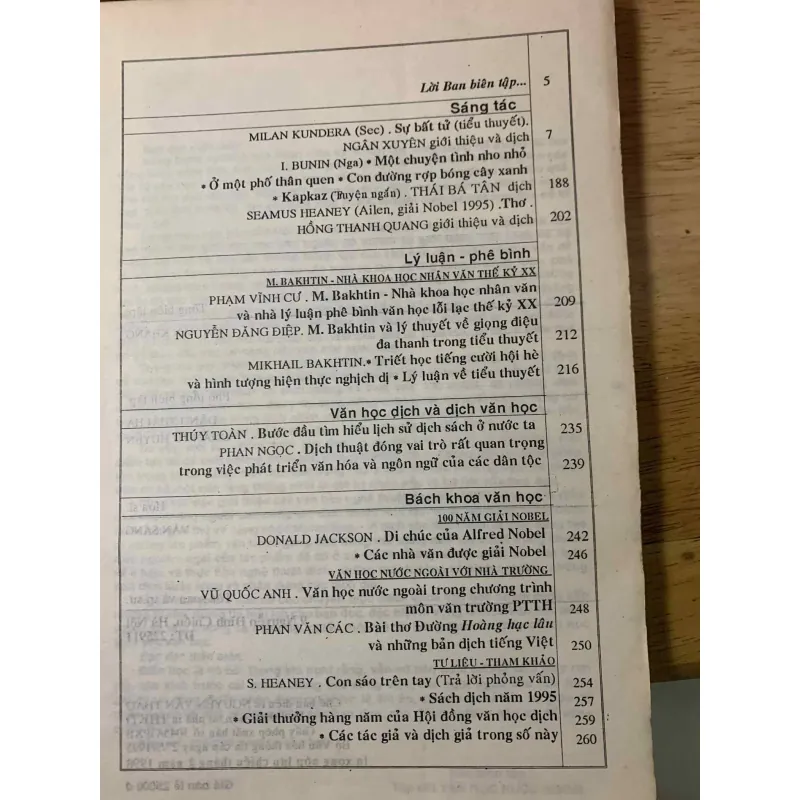 Lời Ban biên tập... 5
Sáng tác
MILAN KUNDERA (Sec) . Sự bất tử (tiểu thuyết).
NGÂN XUYÊN giới thiệu và dịch 7
I. BUNIN (Nga) • Một chuyện tình nho nhỏ
• Ở một phố thân quen • Con đường rợp bóng cây xanh
• Kapkaz (Truyện ngắn) . THÁI BÁ TÂN dịch 188
SEAMUS HEANEY (Ailen, giải Nobel 1995) .Thơ .
HỒNG THANH QUANG giới thiệu và dịch 202
Lý luận - phê bình
M. BAKHTIN - NHÀ KHOA HỌC NHÂN VĂN THẾ KỶ XX
PHẠM VĨNH CƯ . M. Bakhtin - Nhà khoa học nhân văn
và nhà lý luận phê bình văn học lỗi lạc thế kỷ XX 209
NGUYỄN ĐĂNG ĐIỆP. M. Bakhtin và lý thuyết về giọng điệu
đa thanh trong tiểu thuyết 212
MIKHAIL BAKHTIN.• Triết học tiếng cười hội hè
và hình tượng hiện thực nghịch dị • Lý luận về tiểu thuyết 216
Văn học dịch và dịch văn học
THÚY TOÀN . Bước đầu tìm hiểu lịch sử dịch sách ở nước ta 235
PHAN NGỌC . Dịch thuật đóng vai trò rất quan trọng
trong việc phát triển văn hóa và ngôn ngữ của các dân tộc 239
Bách khoa văn học
100 NĂM GIẢI NOBEL
DONALD JACKSON . Di chúc của Alfred Nobel 242
• Các nhà văn được giải Nobel 246
VĂN HỌC NƯỚC NGOÀI VỚI NHÀ TRƯỜNG
VŨ QUỐC ANH . Văn học nước ngoài trong chương trình
môn văn trường PTTH 248
PHAN VĂN CÁC . Bài thơ Đường Hoàng hạc lâu
và những bản dịch tiếng Việt 250
TƯ LIỆU - THAM KHẢO
S. HEANEY . Con sáo trên tay (Trả lời phỏng vấn) 254
• Sách dịch năm 1995 257
• Giải thưởng hàng năm của Hội đồng văn học dịch 259
• Các tác giả và dịch giả trong số này 260